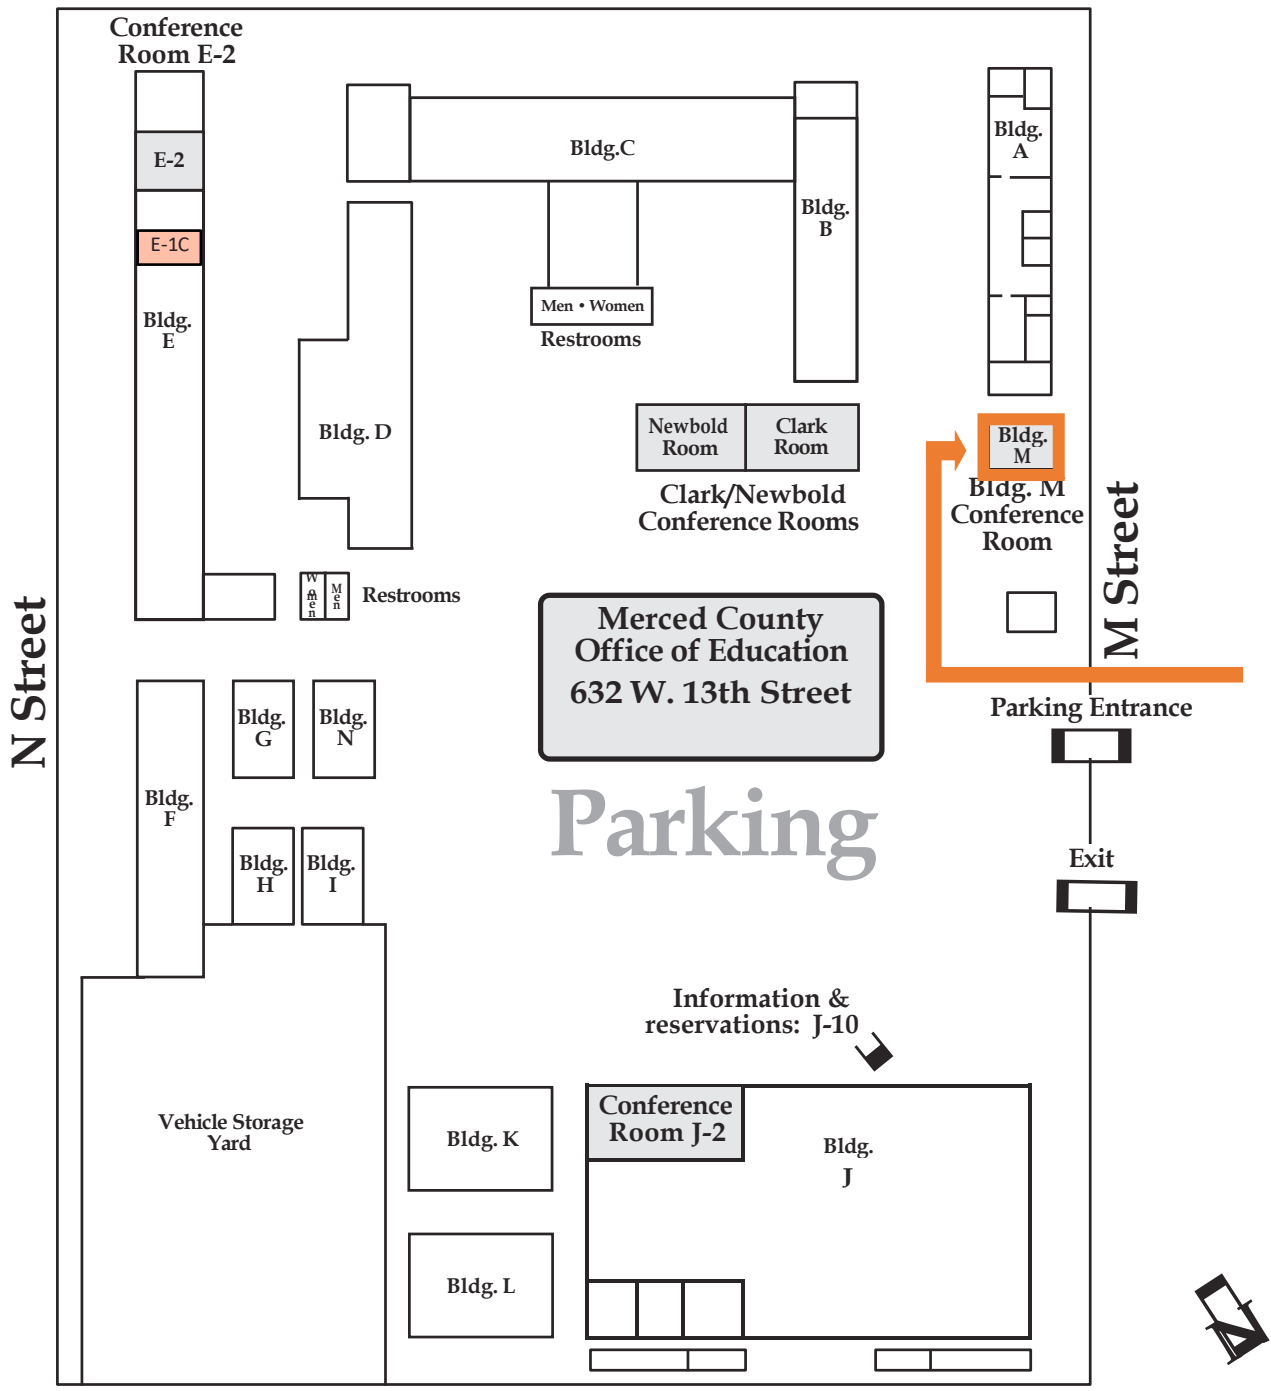 Conference
Room E-2
E-2
E-1C
Bldg.
E
Bldg.C
Bldg.
B
Bldg.
A
Men • Women
Restrooms
Bldg. D
Newbold
Room
Clark
Room
Clark/Newbold
Conference Rooms
Bldg.
M
Bldg. M
Conference
Room
M Street
N Street
Women
Men
Restrooms
Merced County
Office of Education
632 W. 13th Street
Parking Entrance
Bldg.
G
Bldg.
N
Bldg.
F
Parking
Bldg.
H
Bldg.
I
Exit
Information &
reservations: J-10
Vehicle Storage
Yard
Bldg. K
Conference
Room J-2
Bldg.
J
Bldg. L
N